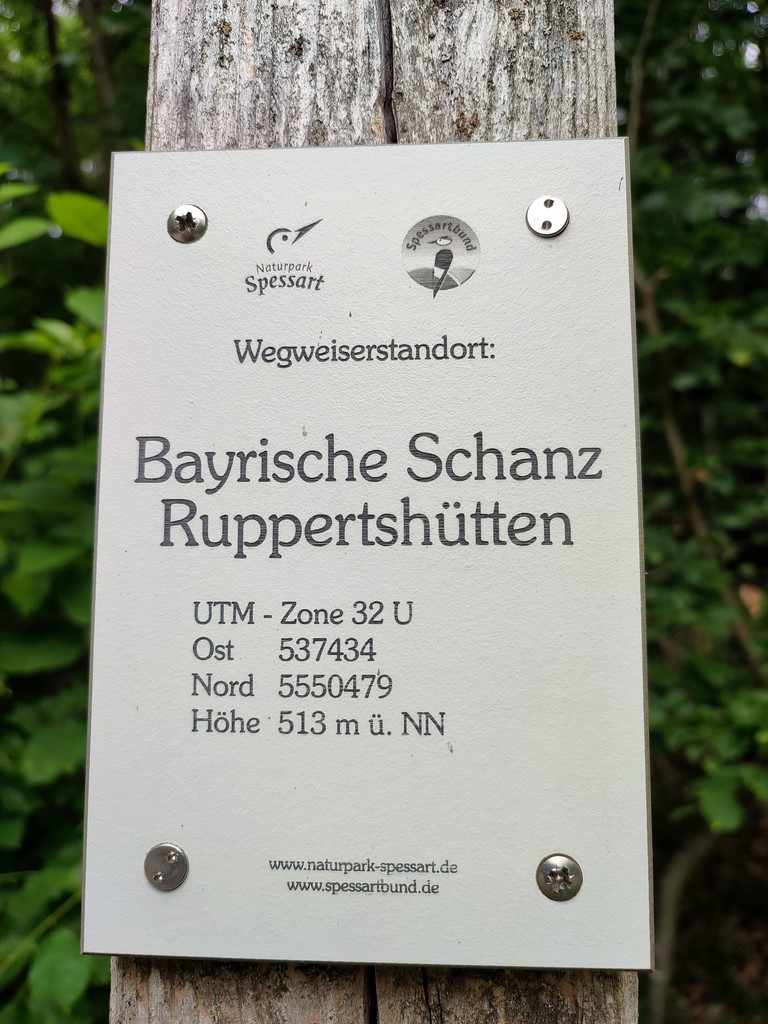 Naturpark
Spessart
Spessartbund
Wegweiserstandort:
Bayrische Schanz
Ruppertshütten
UTM - Zone 32 U
Ost 537434
Nord 5550479
Höhe 513 m ü. NN
www.naturpark-spessart.de
www.spessartbund.de